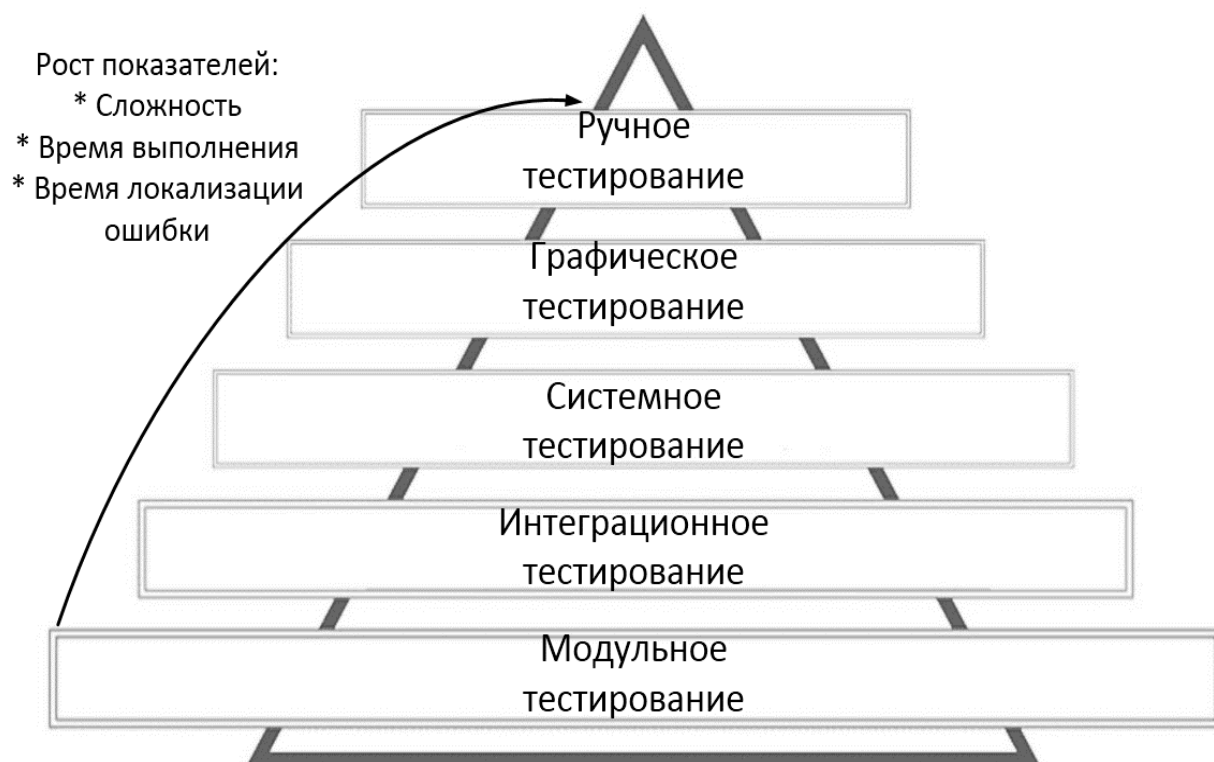 Рост показателей:
* Сложность
* Время выполнения
* Время локализации
ошибки
Ручное
тестирование
Графическое
тестирование
Системное
тестирование
Интеграционное
тестирование
Модульное
тестирование